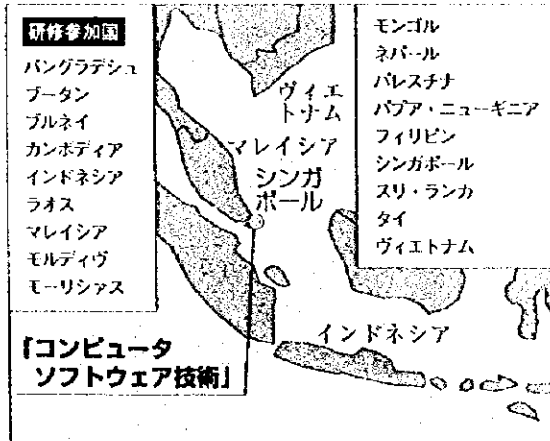 研修参加国
バングラデシュ
ブータン
ブルネイ
カンボディア
インドネシア
ラオス
マレイシア
モルディヴ
モーリシァス
モンゴル
ネパール
パレスチナ
パプア・ニューギニア
フィリピン
シンガポール
スリ・ランカ
タイ
ヴィエトナム
ヴィエ
トナム
マレイシア
シンガ
ポール
インドネシア
「コンピュータ
ソフトウェア技術」